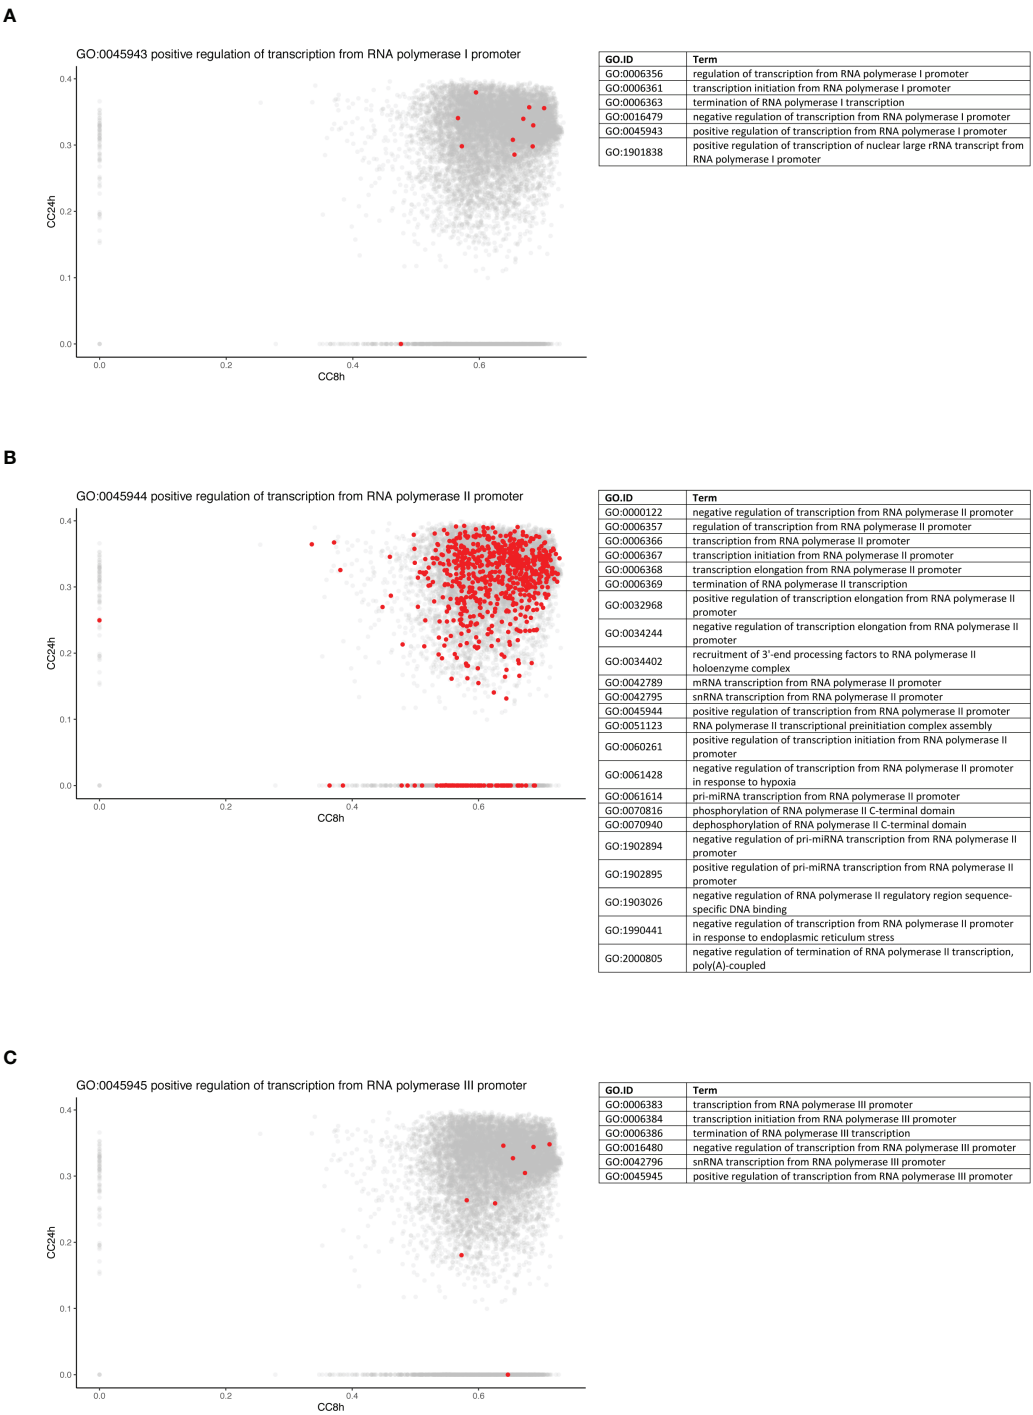 A
GO:0045943 positive regulation of transcription from RNA polymerase I promoter
0.4
0.3
0.2
0.1
0.0
CC24h
0.0 0.2 0.4 0.6
CC8h
GO.ID Term
GO:0006356 regulation of transcription from RNA polymerase I promoter
GO:0006361 transcription initiation from RNA polymerase I promoter
GO:0006363 termination of RNA polymerase I transcription
GO:0016479 negative regulation of transcription from RNA polymerase I promoter
GO:0045943 positive regulation of transcription from RNA polymerase I promoter
GO:1901838 positive regulation of transcription of nuclear large rRNA transcript from
RNA polymerase I promoter
B
GO:0045944 positive regulation of transcription from RNA polymerase II promoter
0.4
0.3
0.2
0.1
0.0
CC24h
0.0 0.2 0.4 0.6
CC8h
GO.ID Term
GO:0000122 negative regulation of transcription from RNA polymerase II promoter
GO:0006357 regulation of transcription from RNA polymerase II promoter
GO:0006366 transcription from RNA polymerase II promoter
GO:0006367 transcription initiation from RNA polymerase II promoter
GO:0006368 transcription elongation from RNA polymerase II promoter
GO:0006369 termination of RNA polymerase II transcription
GO:0032968 positive regulation of transcription elongation from RNA polymerase II
promoter
GO:0034244 negative regulation of transcription elongation from RNA polymerase II
promoter
GO:0034402 recruitment of 3'-end processing factors to RNA polymerase II
holoenzyme complex
GO:0042789 mRNA transcription from RNA polymerase II promoter
GO:0042795 snRNA transcription from RNA polymerase II promoter
GO:0045944 positive regulation of transcription from RNA polymerase II promoter
GO:0051123 RNA polymerase II transcriptional preinitiation complex assembly
GO:0060261 positive regulation of transcription initiation from RNA polymerase II
promoter
GO:0061428 negative regulation of transcription from RNA polymerase II promoter
in response to hypoxia
GO:0061614 pri-miRNA transcription from RNA polymerase II promoter
GO:0070816 phosphorylation of RNA polymerase II C-terminal domain
GO:0070940 dephosphorylation of RNA polymerase II C-terminal domain
GO:1902894 negative regulation of pri-miRNA transcription from RNA polymerase II
promoter
GO:1902895 positive regulation of pri-miRNA transcription from RNA polymerase II
promoter
GO:1903026 negative regulation of RNA polymerase II regulatory region sequence-
specific DNA binding
GO:1990441 negative regulation of transcription from RNA polymerase II promoter
in response to endoplasmic reticulum stress
GO:2000805 negative regulation of termination of RNA polymerase II transcription,
poly(A)-coupled
C
GO:0045945 positive regulation of transcription from RNA polymerase III promoter
0.4
0.3
0.2
0.1
0.0
CC24h
0.0 0.2 0.4 0.6
CC8h
GO.ID Term
GO:0006383 transcription from RNA polymerase III promoter
GO:0006384 transcription initiation from RNA polymerase III promoter
GO:0006386 termination of RNA polymerase III transcription
GO:0016480 negative regulation of transcription from RNA polymerase III promoter
GO:0042796 snRNA transcription from RNA polymerase III promoter
GO:0045945 positive regulation of transcription from RNA polymerase III promoter